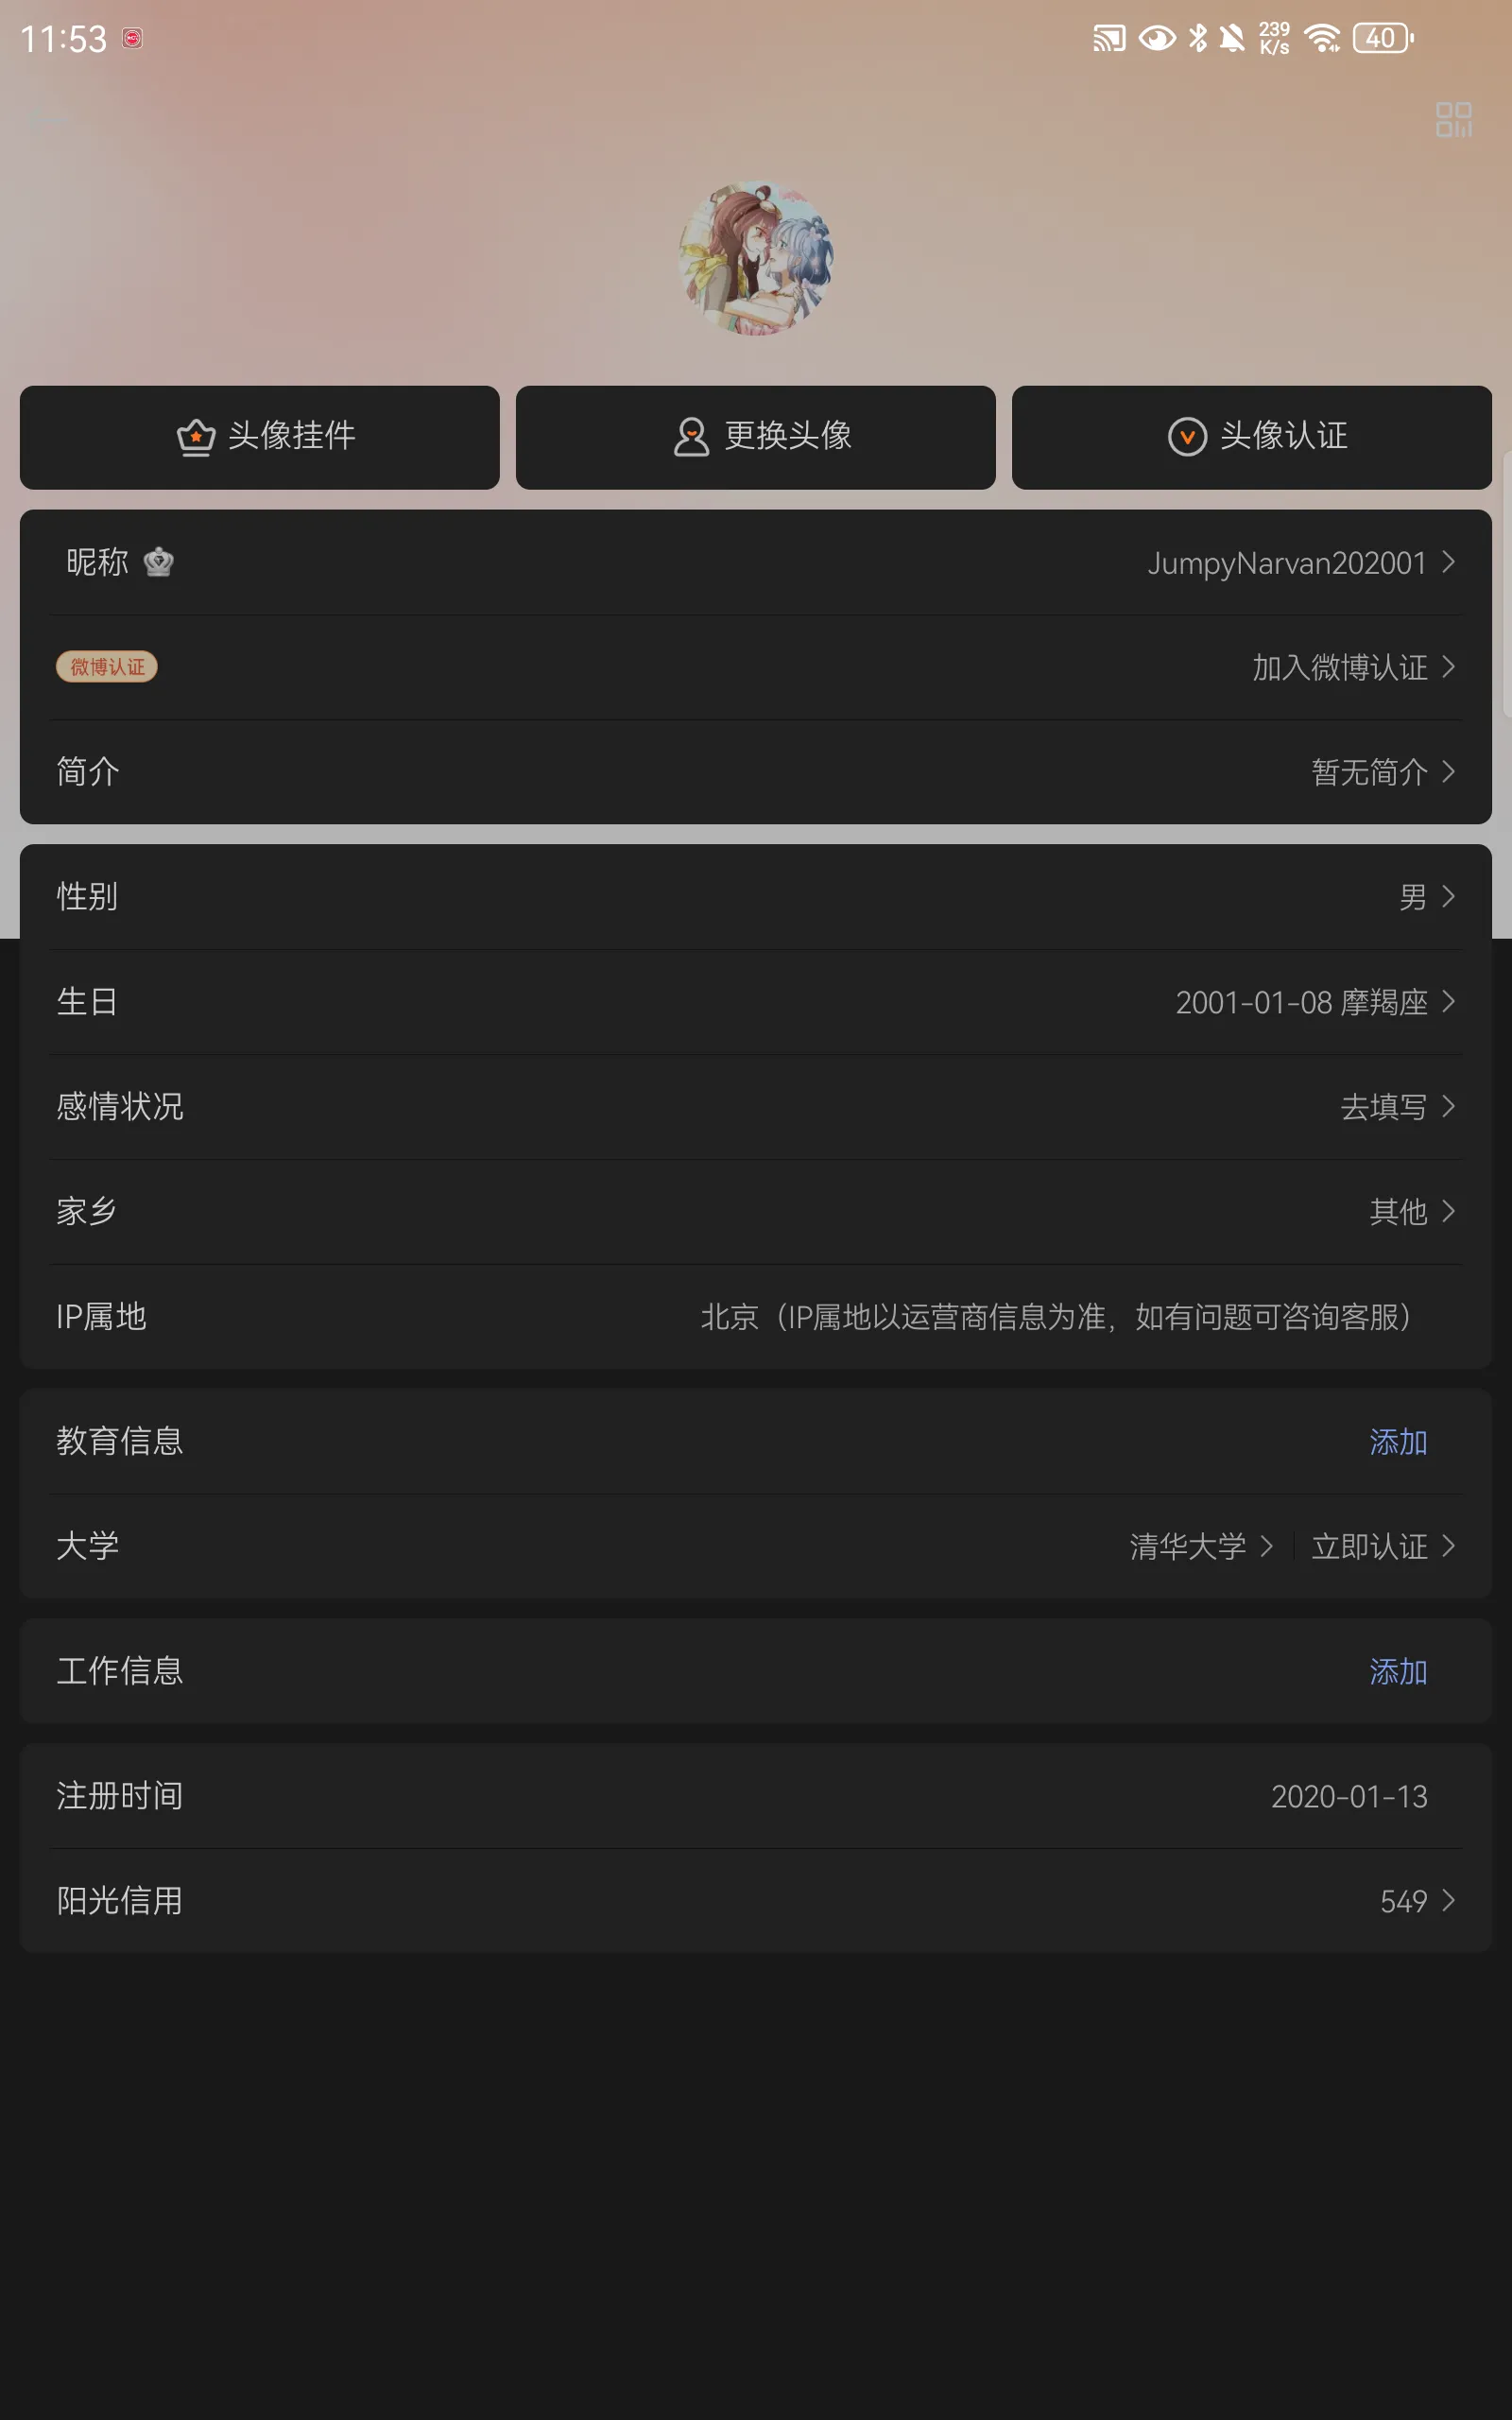 11:53
239 K/s
40
头像挂件 更换头像 头像认证
昵称 JumpyNarvan202001
微博认证 加入微博认证
简介 暂无简介
性别 男
生日 2001-01-08 摩羯座
感情状况 去填写
家乡 其他
IP属地 北京（IP属地以运营商信息为准，如有问题可咨询客服）
教育信息 添加
大学 清华大学 立即认证
工作信息 添加
注册时间 2020-01-13
阳光信用 549